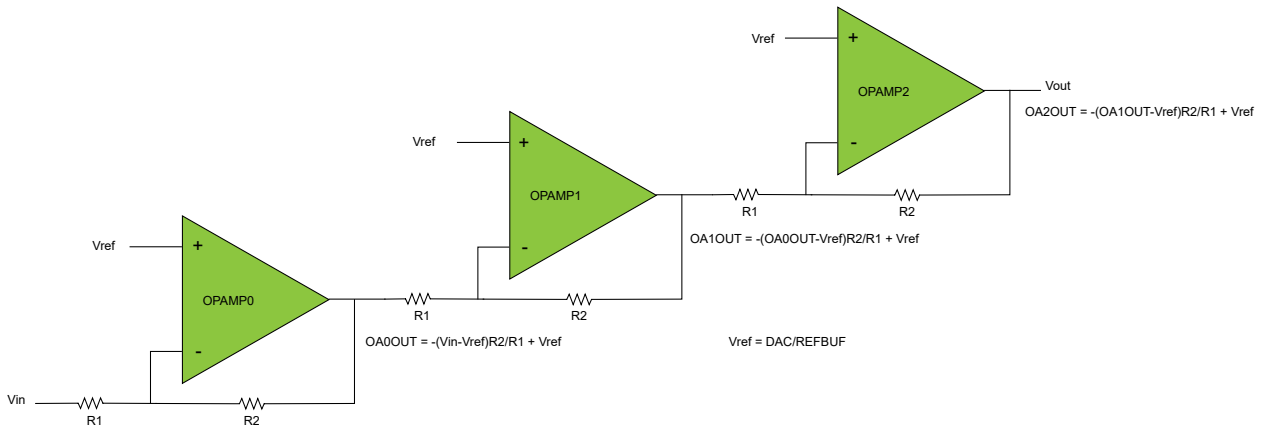 Vref
+
OPAMP2
-
Vout
OA2OUT = -(OA1OUT-Vref)R2/R1 + Vref
R1
R2
Vref
+
OPAMP1
-
OA1OUT = -(OA0OUT-Vref)R2/R1 + Vref
R1
R2
Vref
+
OPAMP0
-
OA0OUT = -(Vin-Vref)R2/R1 + Vref
Vref = DAC/REFBUF
Vin
R1
R2